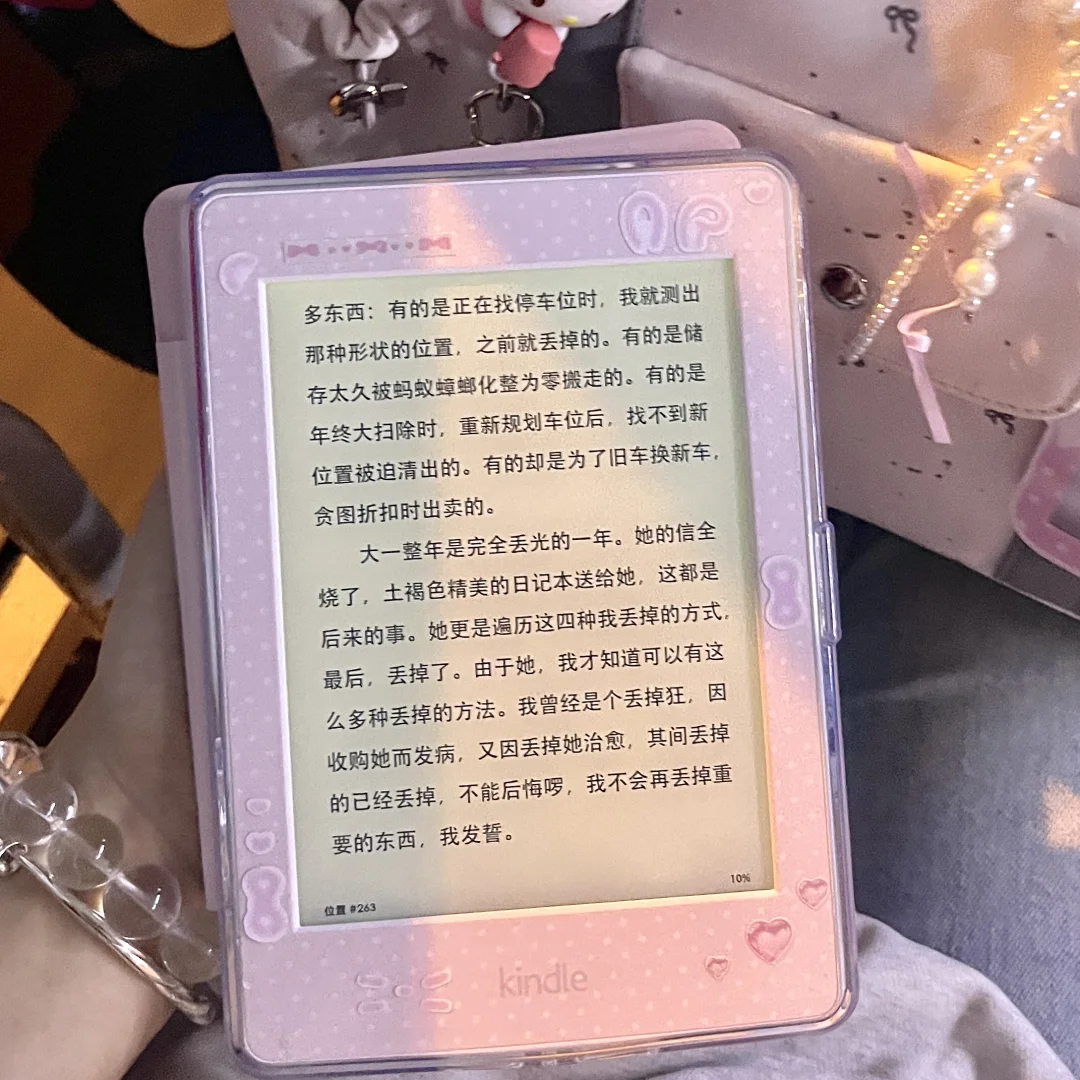 多东西：有的是正在找停车位时，我就测出
那种形状的位置，之前就丢掉的。有的是储
存太久被蚂蚁蟑螂化整为零搬走的。有的是
年终大扫除时，重新规划车位后，找不到新
位置被迫清出的。有的却是为了旧车换新车，
贪图折扣时出卖的。
大一整年是完全丢光的一年。她的信全
烧了，土褐色精美的日记本送给她，这都是
后来的事。她更是遍历这四种我丢掉的方式，
最后，丢掉了。由于她，我才知道可以有这
么多种丢掉的方法。我曾经是个丢掉狂，因
收购她而发病，又因丢掉她治愈，其间丢掉
的已经丢掉，不能后悔啰，我不会再丢掉重
要的东西，我发誓。
位置 #263
10%
kindle